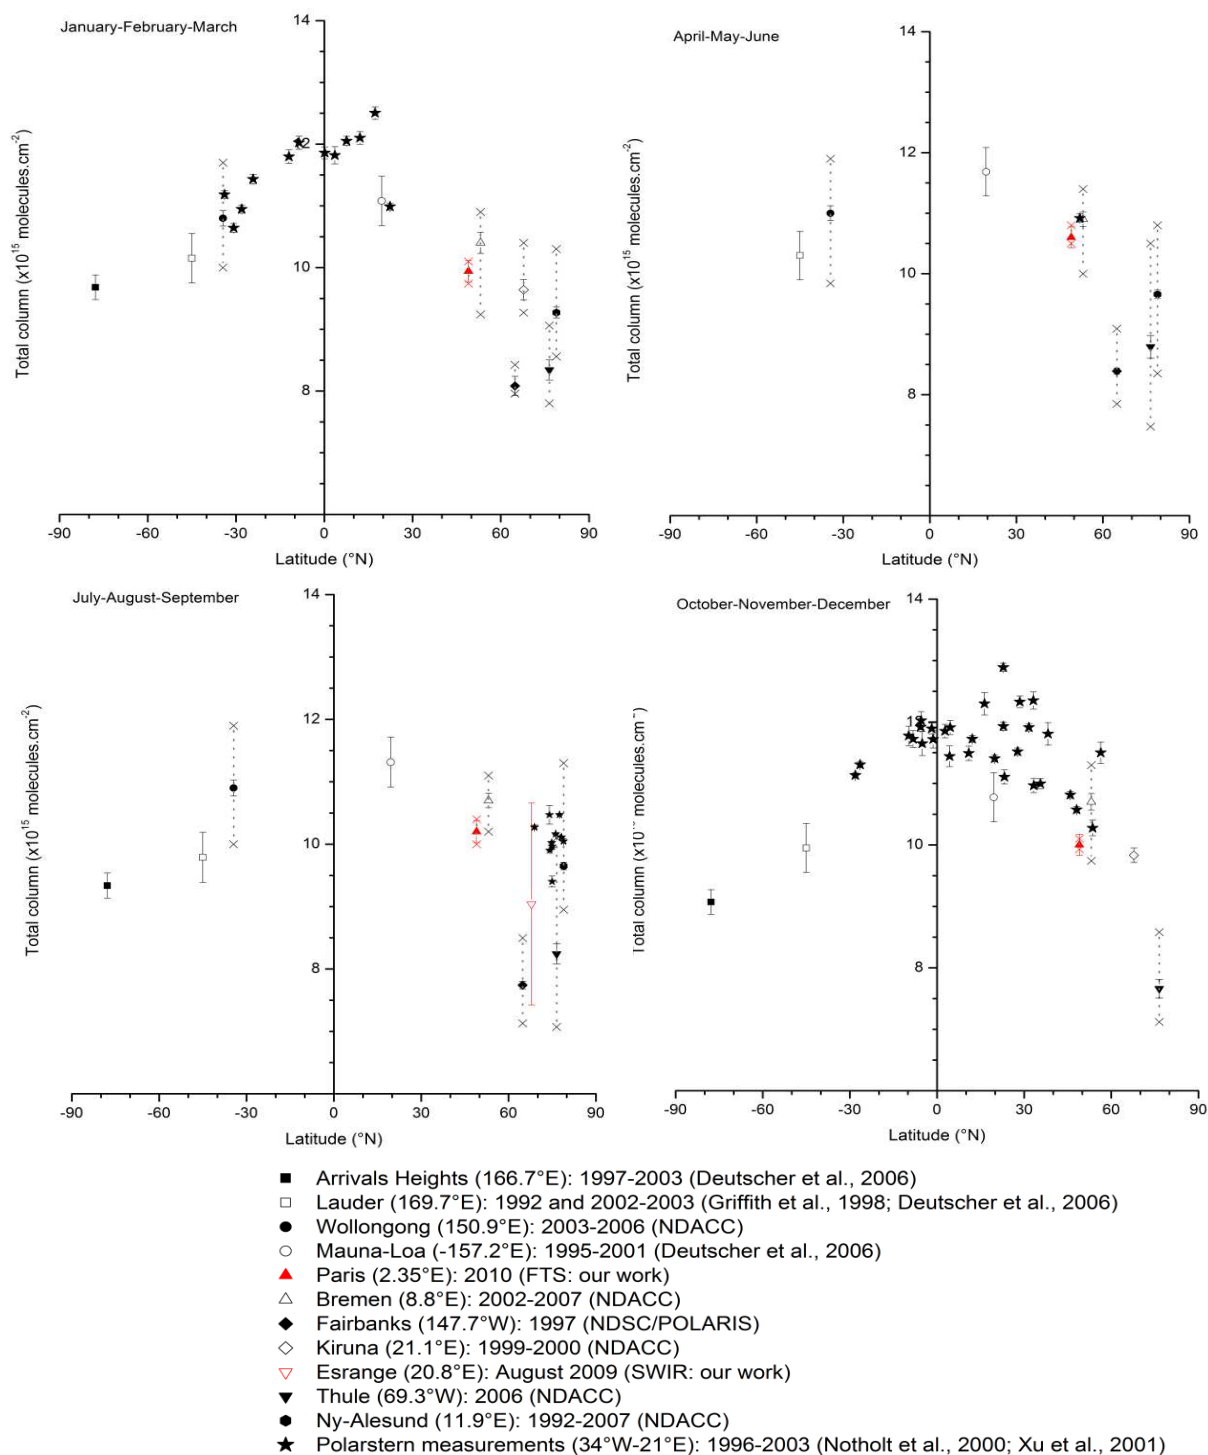 January-February-March
Total column (x10¹⁵ molecules.cm⁻²)
14
12
10
8
-90 -60 -30 0 30 60 90
Latitude (°N)
April-May-June
Total column (x10¹⁵ molecules.cm⁻²)
14
12
10
8
-90 -60 -30 0 30 60 90
Latitude (°N)
July-August-September
Total column (x10¹⁵ molecules.cm⁻²)
14
12
10
8
-90 -60 -30 0 30 60 90
Latitude (°N)
October-November-December
Total column (x10 molecules.cm
14
10
8
-90 -60 -30 0 30 60 90
Latitude (°N)
Arrivals Heights (166.7°E): 1997-2003 (Deutscher et al., 2006)
Lauder (169.7°E): 1992 and 2002-2003 (Griffith et al., 1998; Deutscher et al., 2006)
Wollongong (150.9°E): 2003-2006 (NDACC)
Mauna-Loa (-157.2°E): 1995-2001 (Deutscher et al., 2006)
Paris (2.35°E): 2010 (FTS: our work)
Bremen (8.8°E): 2002-2007 (NDACC)
Fairbanks (147.7°W): 1997 (NDSC/POLARIS)
Kiruna (21.1°E): 1999-2000 (NDACC)
Esrange (20.8°E): August 2009 (SWIR: our work)
Thule (69.3°W): 2006 (NDACC)
Ny-Alesund (11.9°E): 1992-2007 (NDACC)
Polarstern measurements (34°W-21°E): 1996-2003 (Notholt et al., 2000; Xu et al., 2001)